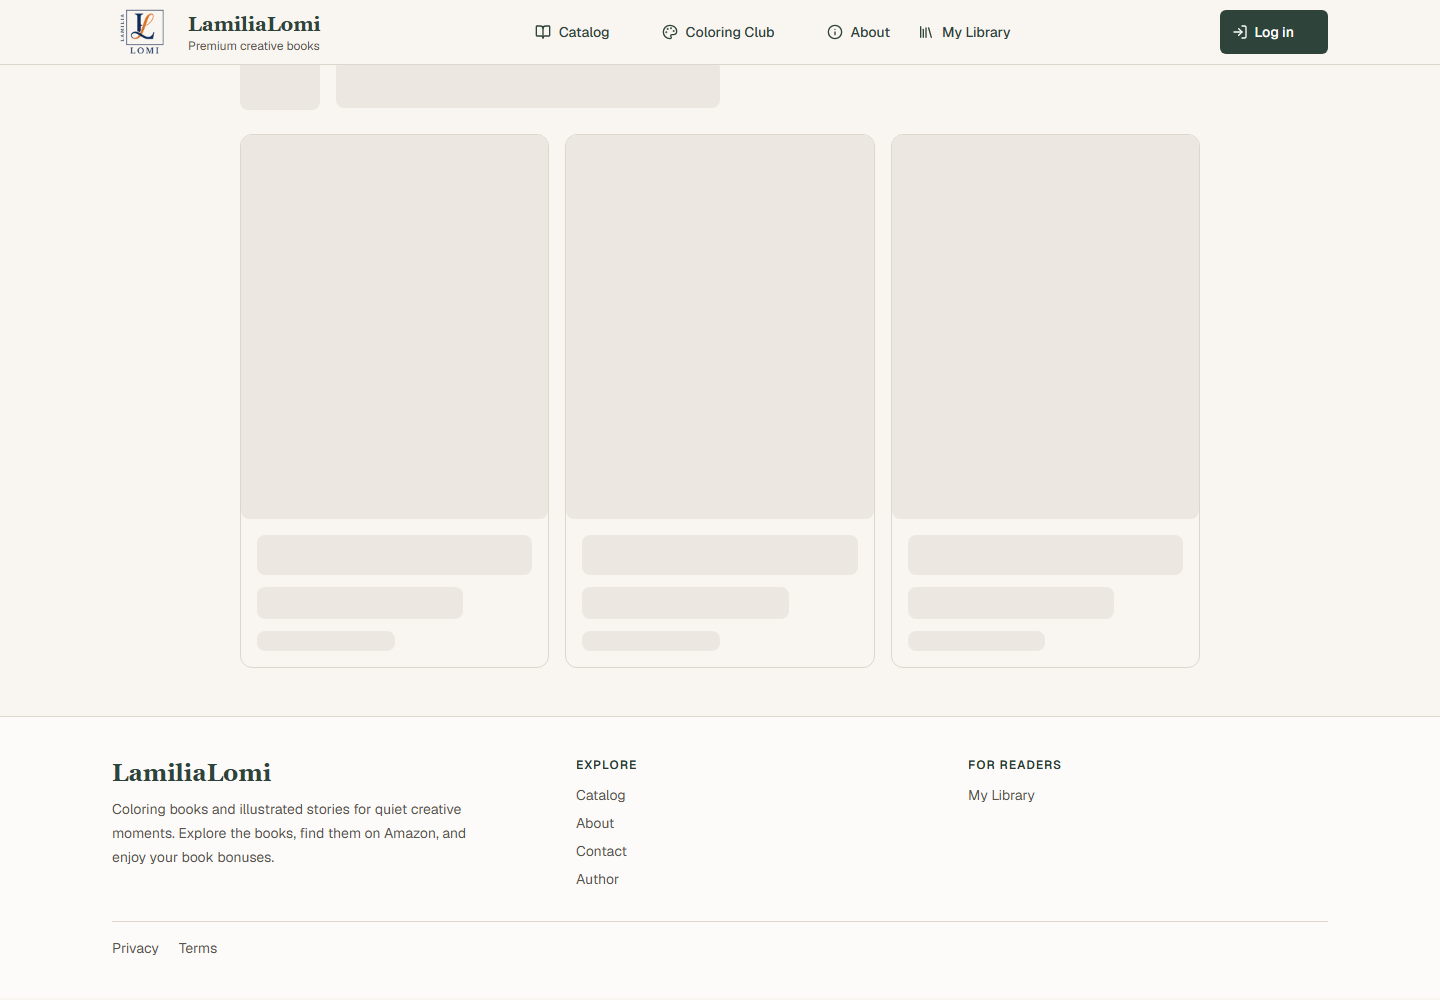 LAMILIA
L
LOMI
LamiliaLomi
Premium creative books
Catalog
Coloring Club
About
My Library
Log in
LamiliaLomi
Coloring books and illustrated stories for quiet creative
moments. Explore the books, find them on Amazon, and
enjoy your book bonuses.
EXPLORE
Catalog
About
Contact
Author
FOR READERS
My Library
Privacy
Terms